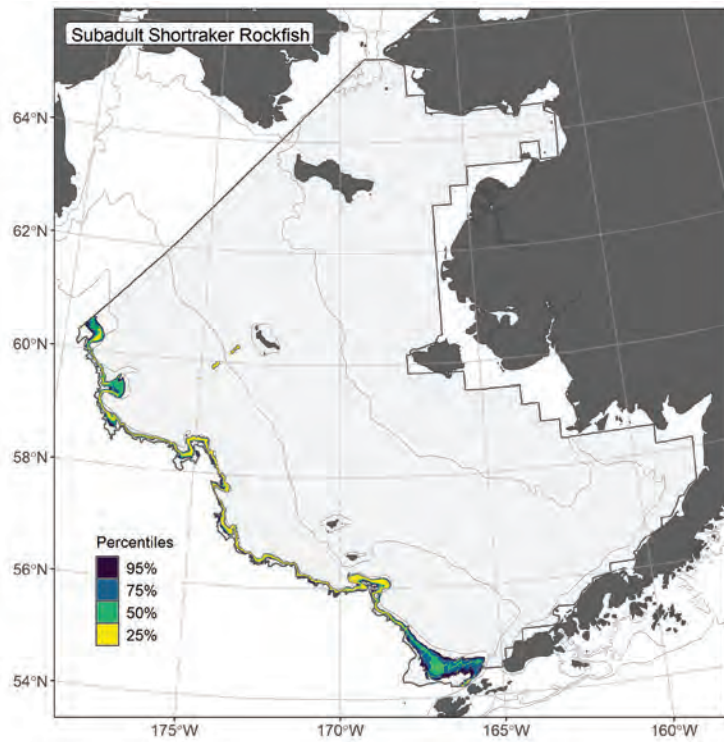 Subadult Shortraker Rockfish
64°N
62°N
60°N
58°N
56°N
54°N
Percentiles
95%
75%
50%
25%
175°W
170°W
165°W
160°W